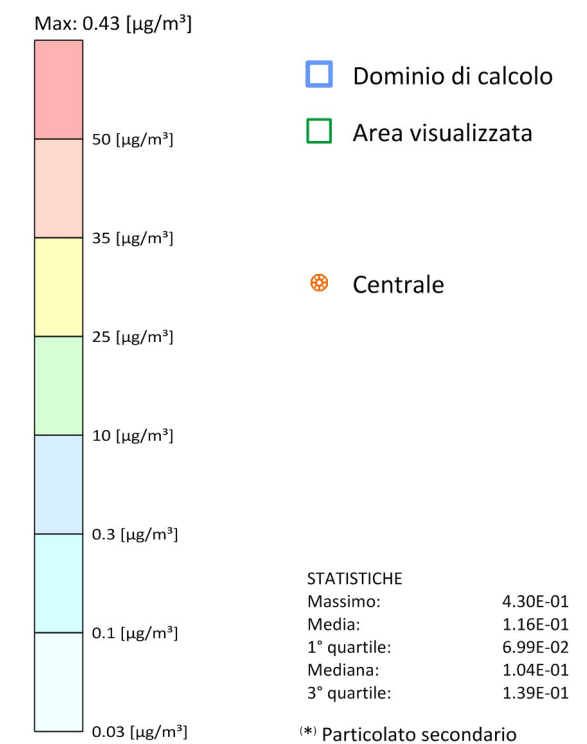 Max: 0.43 [µg/m³]
50 [µg/m³]
35 [µg/m³]
25 [µg/m³]
10 [µg/m³]
0.3 [µg/m³]
0.1 [µg/m³]
0.03 [µg/m³]
Dominio di calcolo
Area visualizzata
Centrale
STATISTICHE
Massimo: 4.30E-01
Media: 1.16E-01
1° quartile: 6.99E-02
Mediana: 1.04E-01
3° quartile: 1.39E-01
(*) Particolato secondario